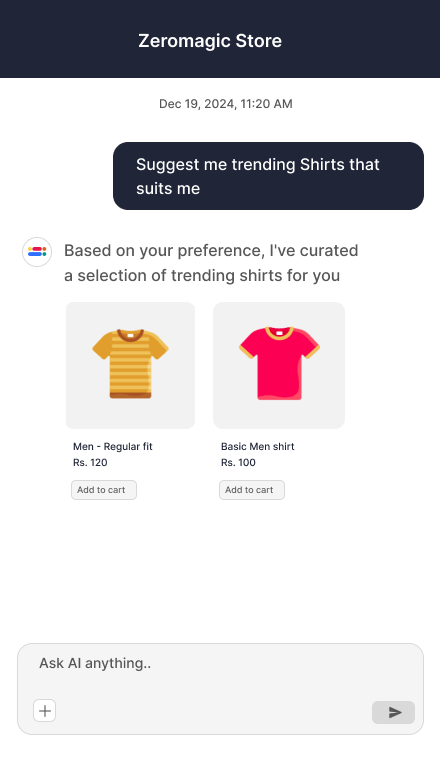 Zeromagic Store
Dec 19, 2024, 11:20 AM
Suggest me trending Shirts that
suits me
Based on your preference, I've curated
a selection of trending shirts for you
Men - Regular fit
Rs. 120
Add to cart
Basic Men shirt
Rs. 100
Add to cart
Ask AI anything..